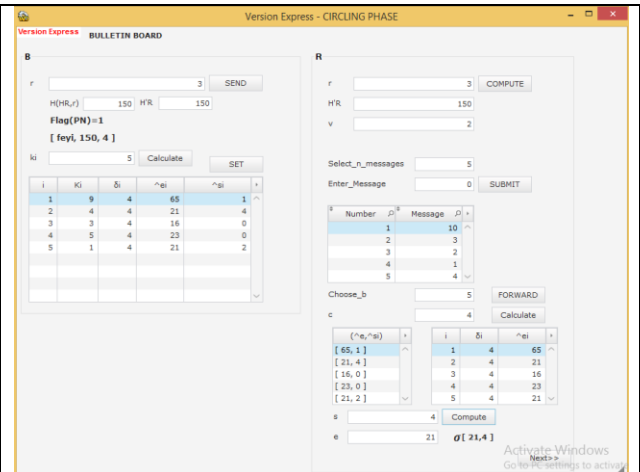 Version Express - CIRCLING PHASE
Version Express BULLETIN BOARD
B
r 3 SEND
H(HR,r) 150 H'R 150
Flag(PN)=1
[ feyi, 150, 4 ]
ki 5 Calculate SET
i Ki δi ^ei ^si
1 9 4 65 1
2 4 4 21 4
3 3 4 16 0
4 5 4 23 0
5 1 4 21 2
R
r 3 COMPUTE
H'R 150
v 2
Select_n_messages 5
Enter_Message 0 SUBMIT
Number Message
1 10
2 3
3 2
4 1
5 4
Choose_b 5 FORWARD
c 4 Calculate
(^e,^si)
[ 65, 1 ]
[ 21, 4 ]
[ 16, 0 ]
[ 23, 0 ]
[ 21, 2 ]
i δi ^ei
1 4 65
2 4 21
3 4 16
4 4 23
5 4 21
s 4 Compute
e 21 σ[ 21,4 ]
Activate Windows
Go to PC settings to activat
Next>>